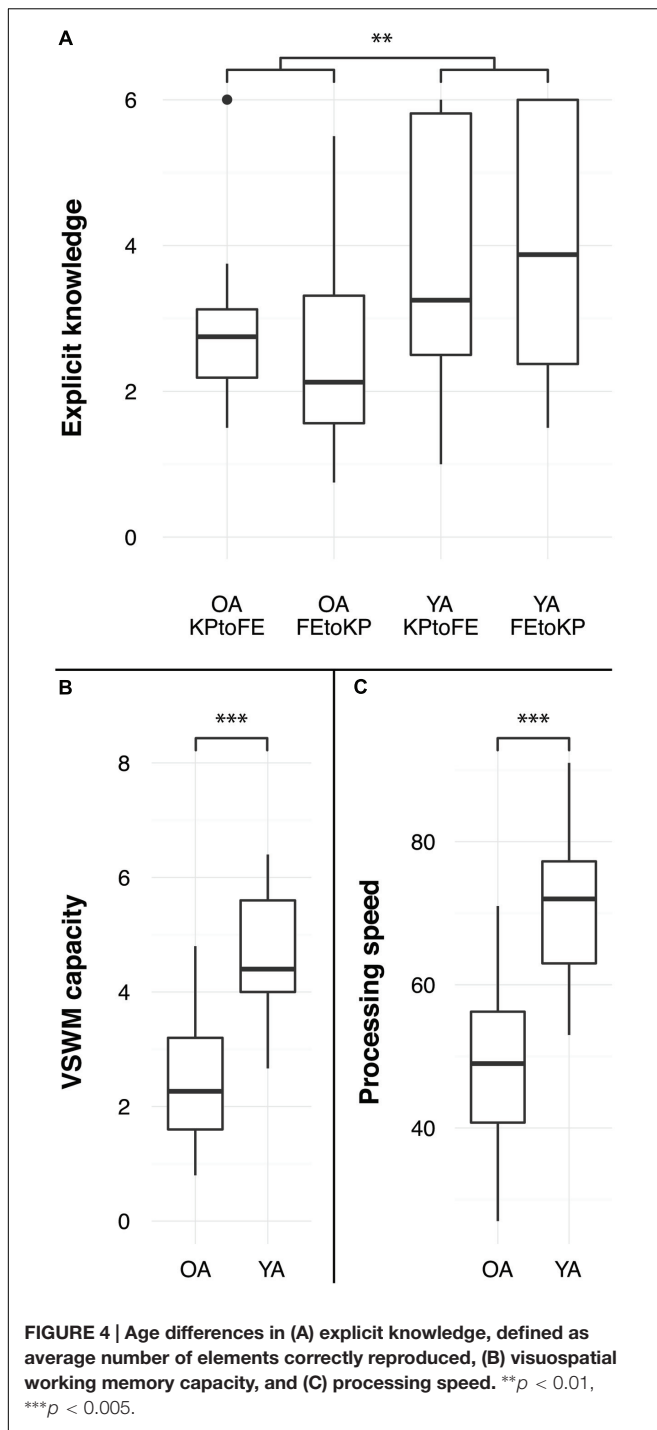 A
**
Explicit knowledge
6
4
2
0
OA
KPtoFE
OA
FEtoKP
YA
KPtoFE
YA
FEtoKP
B
***
VSWM capacity
8
6
4
2
0
OA
YA
C
***
Processing speed
80
60
40
OA
YA
FIGURE 4 | Age differences in (A) explicit knowledge, defined as
average number of elements correctly reproduced, (B) visuospatial
working memory capacity, and (C) processing speed. **p < 0.01,
***p < 0.005.